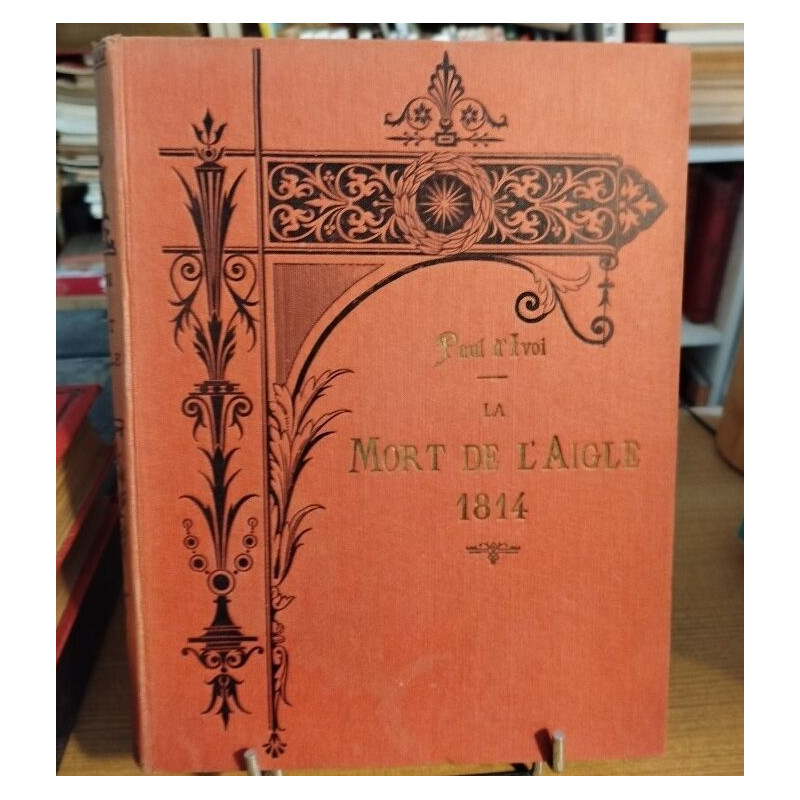 Paul d'Ivoi
LA
MORT DE L'AIGLE
1814